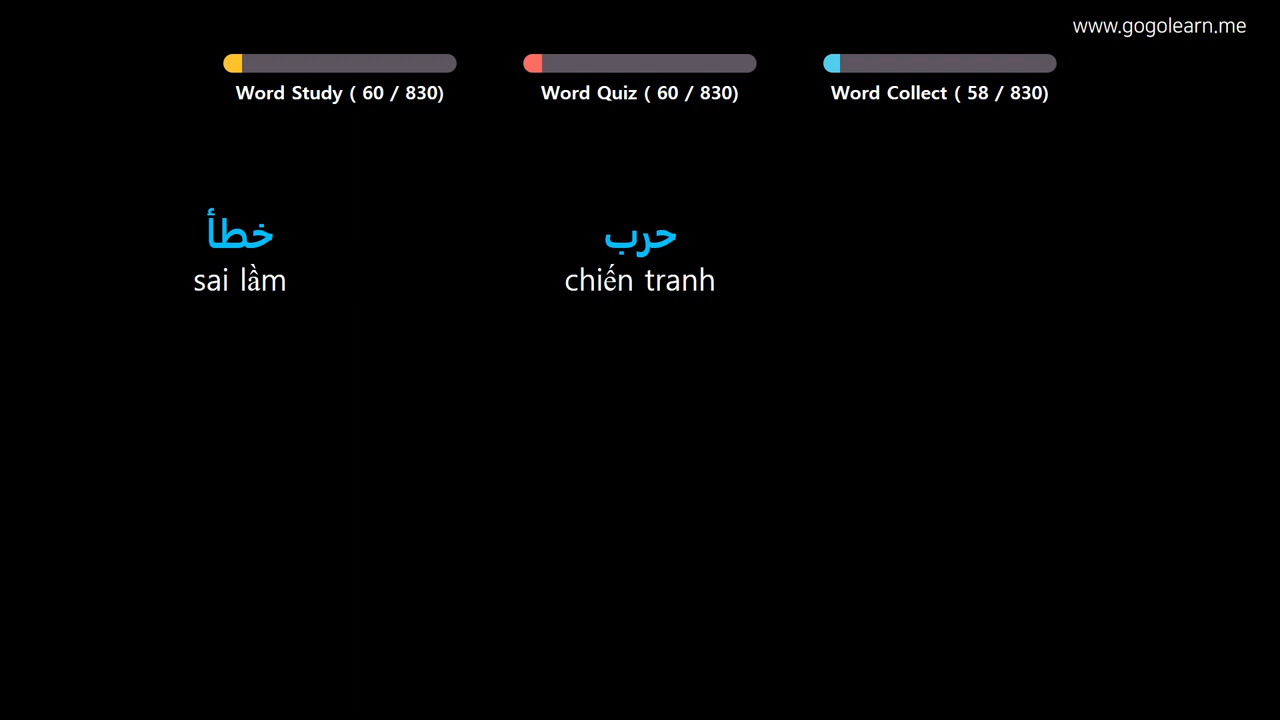 www.gogolearn.me
Word Study ( 60 / 830)
Word Quiz ( 60 / 830)
Word Collect ( 58 / 830)
خطأ
sai lầm
حرب
chiến tranh